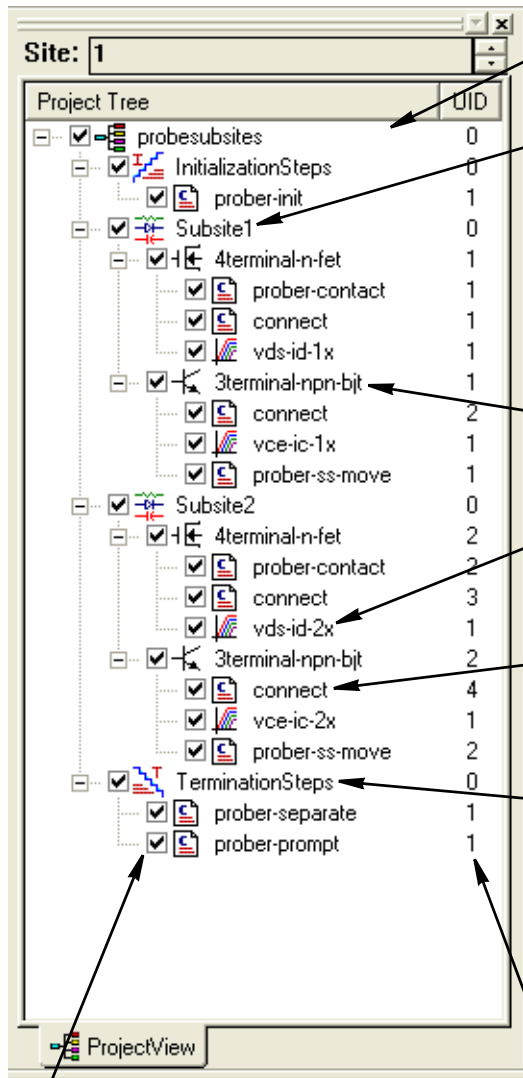 Site: 1
Project Tree UID
probesubsites 0
InitializationSteps 0
prober-init 1
Subsite1 0
4terminal-n-fet 1
prober-contact 1
connect 1
vds-id-1x 1
3terminal-npn-bjt 1
connect 2
vce-ic-1x 1
prober-ss-move 1
Subsite2 0
4terminal-n-fet 2
prober-contact 2
connect 3
vds-id-2x 1
3terminal-npn-bjt 2
connect 4
vce-ic-2x 1
prober-ss-move 2
TerminationSteps 0
prober-separate 1
prober-prompt 1
ProjectView